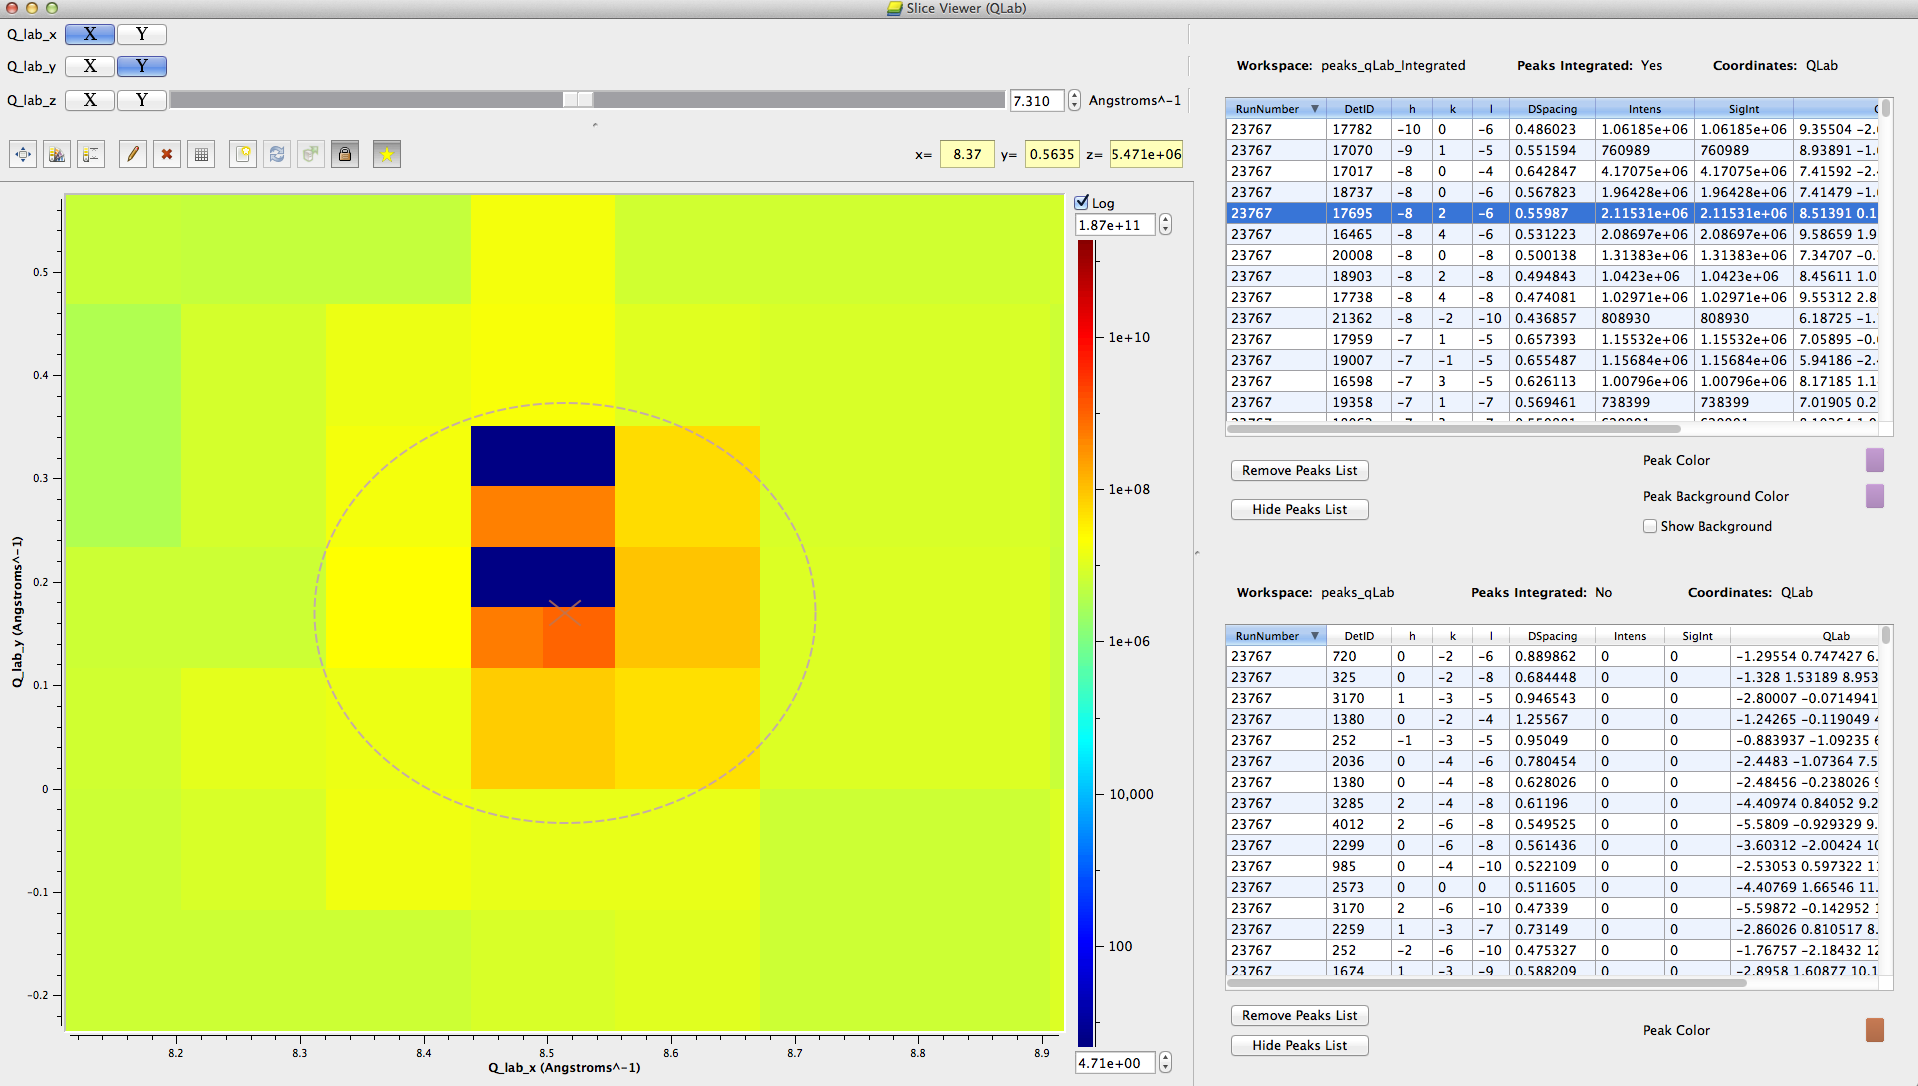 Slice Viewer (QLab)
Q_lab_x X Y
Q_lab_y X Y
Q_lab_z X Y 7.310 Angstroms^-1
x= 8.37 y= 0.5635 z= 5.471e+06
Log
1.87e+11
1e+10
1e+08
1e+06
10,000
100
4.71e+00
0.5
0.4
0.3
0.2
0.1
0
-0.1
-0.2
Q_lab_y (Angstroms^-1)
8.2 8.3 8.4 8.5 8.6 8.7 8.8 8.9
Q_lab_x (Angstroms^-1)
Workspace: peaks_qLab_Integrated Peaks Integrated: Yes Coordinates: QLab
RunNumber DetID h k l DSpacing Intens SigInt
23767 17782 -10 0 -6 0.486023 1.06185e+06 1.06185e+06 9.35504
23767 17070 -9 1 -5 0.551594 760989 760989 8.93891
23767 17017 -8 0 -4 0.642847 4.17075e+06 4.17075e+06 7.41592
23767 18737 -8 0 -6 0.567823 1.96428e+06 1.96428e+06 7.41479
23767 17695 -8 2 -6 0.55987 2.11531e+06 2.11531e+06 8.51391
23767 16465 -8 4 -6 0.531223 2.08697e+06 2.08697e+06 9.58659
23767 20008 -8 0 -8 0.500138 1.31383e+06 1.31383e+06 7.34707
23767 18903 -8 2 -8 0.494843 1.0423e+06 1.0423e+06 8.45611
23767 17738 -8 4 -8 0.474081 1.02971e+06 1.02971e+06 9.55312
23767 21362 -8 -2 -10 0.436857 808930 808930 6.18725
23767 17959 -7 1 -5 0.657393 1.15532e+06 1.15532e+06 7.05895
23767 19007 -7 -1 -5 0.655487 1.15684e+06 1.15684e+06 5.94186
23767 16598 -7 3 -5 0.626113 1.00796e+06 1.00796e+06 8.17185
23767 19358 -7 1 -7 0.569461 738399 738399 7.01905
Remove Peaks List
Hide Peaks List
Peak Color
Peak Background Color
Show Background
Workspace: peaks_qLab Peaks Integrated: No Coordinates: QLab
RunNumber DetID h k l DSpacing Intens SigInt QLab
23767 720 0 -2 -6 0.889862 0 0 -1.29554 0.747427 6.
23767 325 0 -2 -8 0.684448 0 0 -1.328 1.53189 8.953
23767 3170 1 -3 -5 0.946543 0 0 -2.80007 -0.0714941
23767 1380 0 -2 -4 1.25567 0 0 -1.24265 -0.119049
23767 252 -1 -3 -5 0.95049 0 0 -0.883937 -1.09235 6
23767 2036 0 -4 -6 0.780454 0 0 -2.4483 -1.07364 7.5
23767 1380 0 -4 -8 0.628026 0 0 -2.48456 -0.238026
23767 3285 2 -4 -8 0.61196 0 0 -4.40974 0.84052 9.2
23767 4012 2 -6 -8 0.549525 0 0 -5.5809 -0.929329 9.
23767 2299 0 -6 -8 0.561436 0 0 -3.60312 -2.00424 10
23767 985 0 -4 -10 0.522109 0 0 -2.53053 0.597322 1
23767 2573 0 0 0 0.511605 0 0 -4.40769 1.66546 11.
23767 3170 2 -6 -10 0.47339 0 0 -5.59872 -0.142952
23767 2259 1 -3 -7 0.73149 0 0 -2.86026 0.810517 8.
23767 252 -2 -6 -10 0.475327 0 0 -1.76757 -2.18432 12
23767 1674 1 -3 -9 0.588209 0 0 -2.8958 1.60877 10.1
Remove Peaks List
Hide Peaks List
Peak Color